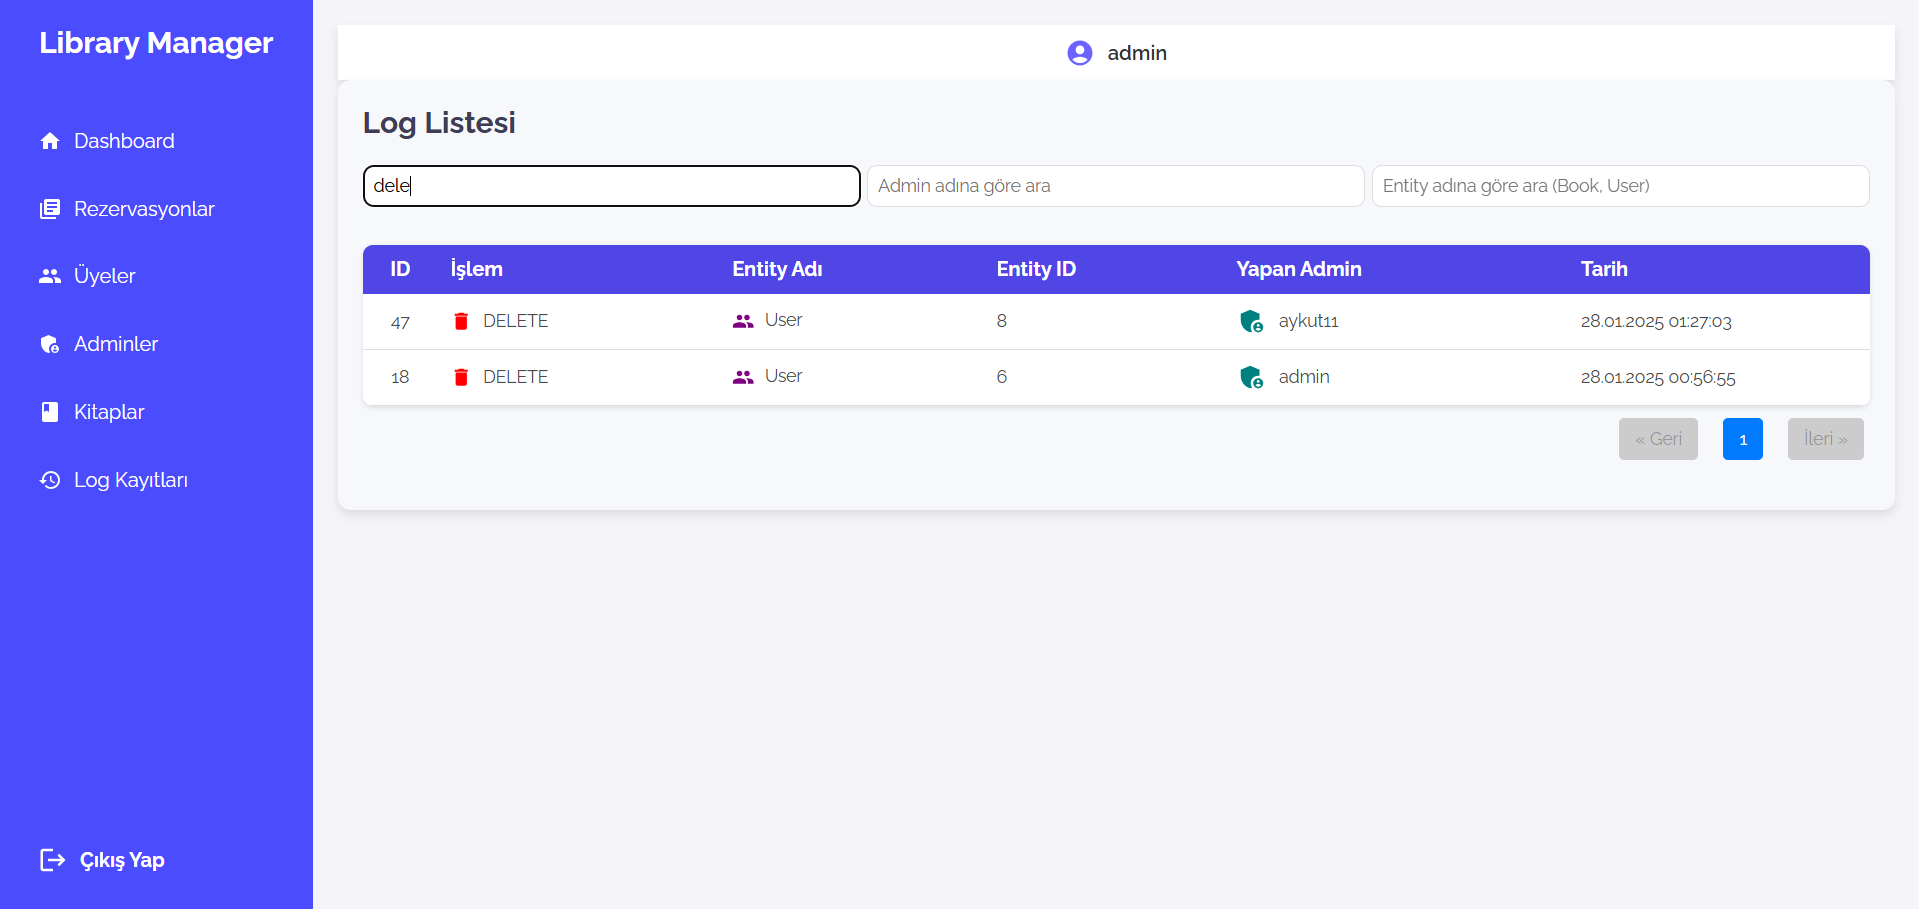 Library Manager
Dashboard
Rezervasyonlar
Üyeler
Adminler
Kitaplar
Log Kayıtları
Çıkış Yap
admin
Log Listesi
dele
Admin adına göre ara
Entity adına göre ara (Book, User)
ID İşlem Entity Adı Entity ID Yapan Admin Tarih
47 DELETE User 8 aykut11 28.01.2025 01:27:03
18 DELETE User 6 admin 28.01.2025 00:56:55
« Geri 1 İleri »